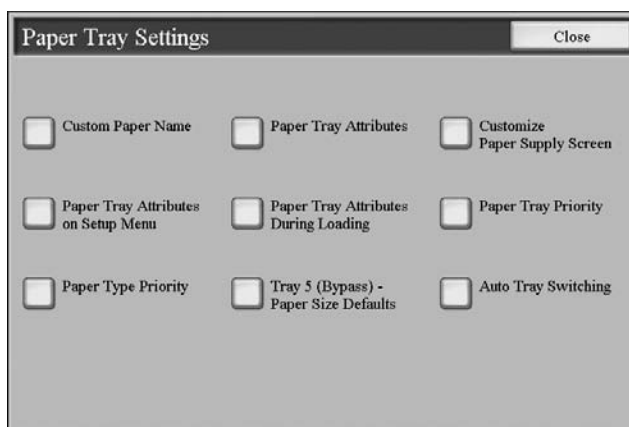 Paper Tray Settings
Close
Custom Paper Name
Paper Tray Attributes
Customize
Paper Supply Screen
Paper Tray Attributes
on Setup Menu
Paper Tray Attributes
During Loading
Paper Tray Priority
Paper Type Priority
Tray 5 (Bypass) -
Paper Size Defaults
Auto Tray Switching